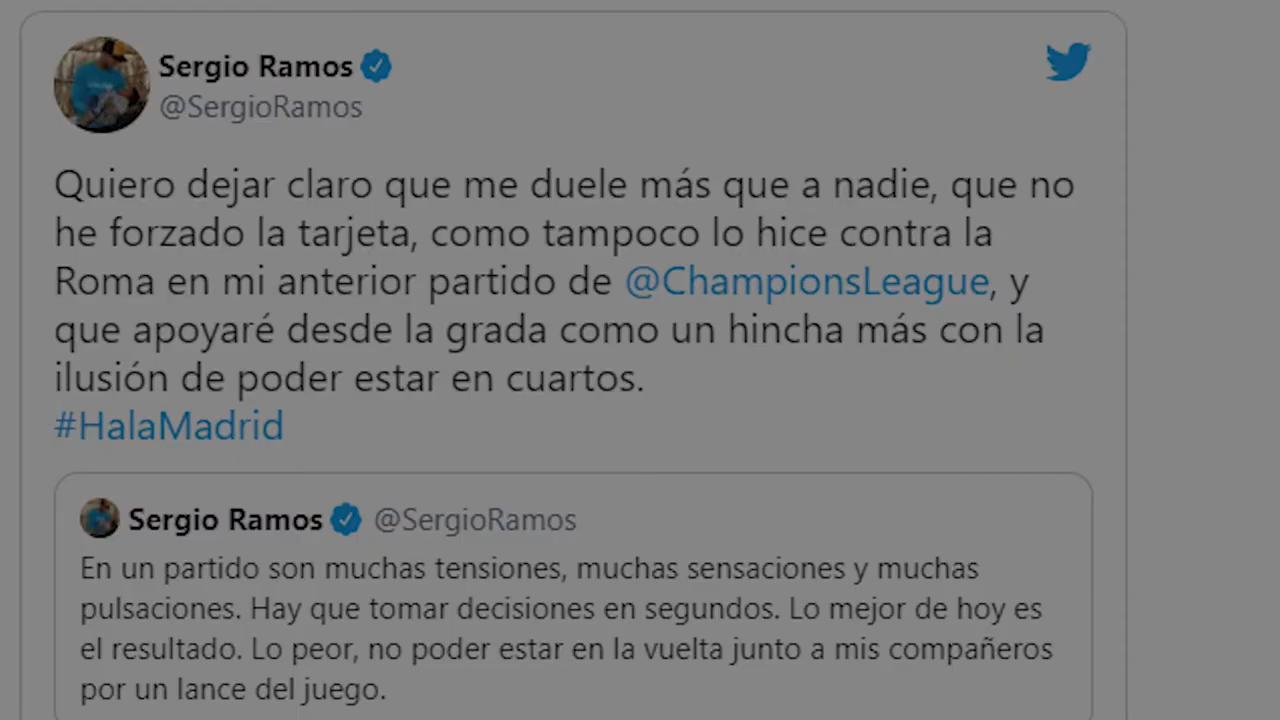 Sergio Ramos
@SergioRamos
Quiero dejar claro que me duele más que a nadie, que no
he forzado la tarjeta, como tampoco lo hice contra la
Roma en mi anterior partido de @ChampionsLeague, y
que apoyaré desde la grada como un hincha más con la
ilusión de poder estar en cuartos.
#HalaMadrid
Sergio Ramos @SergioRamos
En un partido son muchas tensiones, muchas sensaciones y muchas
pulsaciones. Hay que tomar decisiones en segundos. Lo mejor de hoy es
el resultado. Lo peor, no poder estar en la vuelta junto a mis compañeros
por un lance del juego.